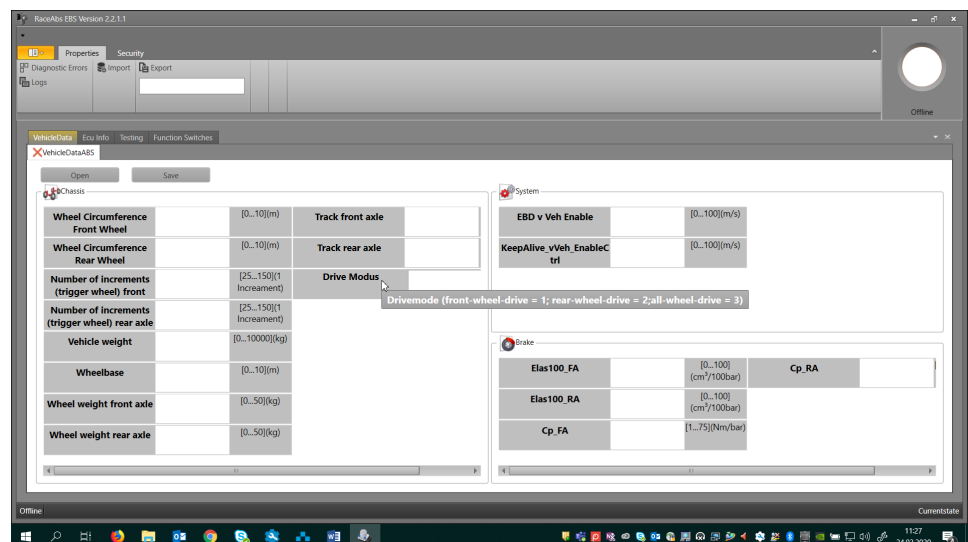 RaceAbs EBS Version 2.2.1.1
Properties Security
Diagnostic Errors Import Export
Logs
Offline
VehicleData Ecu Info Testing Function Switches
VehicleDataABS
Open Save
Chassis
Wheel Circumference
Front Wheel
[0...10](m)
Track front axle
Wheel Circumference
Rear Wheel
[0...10](m)
Track rear axle
Number of increments
(trigger wheel) front
[25...150](1
Increament)
Drive Modus
Drivemode (front-wheel-drive = 1; rear-wheel-drive = 2;all-wheel-drive = 3)
Number of increments
(trigger wheel) rear axle
[25...150](1
Increament)
Vehicle weight
[0...10000](kg)
Wheelbase
[0...10](m)
Wheel weight front axle
[0...50](kg)
Wheel weight rear axle
[0...50](kg)
System
EBD v Veh Enable
[0...100](m/s)
KeepAlive_vVeh_EnableC
trl
[0...100](m/s)
Brake
Elas100_FA
[0...100]
(cm³/100bar)
Cp_RA
Elas100_RA
[0...100]
(cm³/100bar)
Cp_FA
[1...75](Nm/bar)
Offline
Currentstate
11:27
24.03.2020